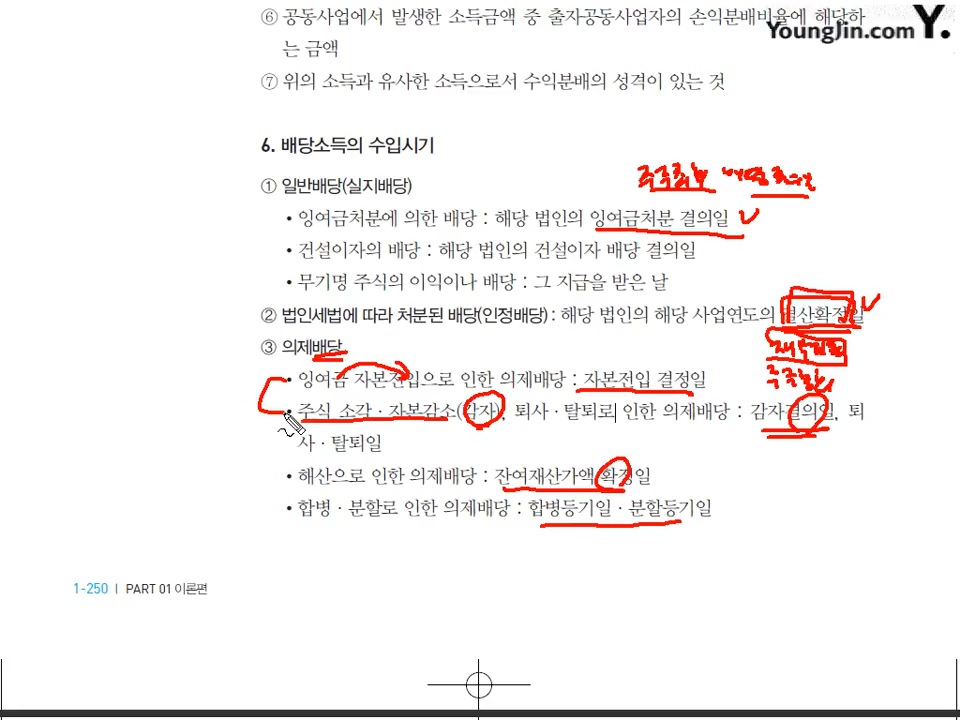 ⑥ 공동사업에서 발생한 소득금액 중 출자공동사업자의 손익분배비율에 해당하
는 금액
YoungJin.com Y.
⑦ 위의 소득과 유사한 소득으로서 수익분배의 성격이 있는 것
6. 배당소득의 수입시기
① 일반배당(실지배당)
• 잉여금처분에 의한 배당 : 해당 법인의 잉여금처분 결의일
• 건설이자의 배당 : 해당 법인의 건설이자 배당 결의일
• 무기명 주식의 이익이나 배당 : 그 지급을 받은 날
② 법인세법에 따라 처분된 배당(인정배당) : 해당 법인의 해당 사업연도의 결산확정일
③ 의제배당
• 잉여금 자본전입으로 인한 의제배당 : 자본전입 결정일
• 주식 소각 · 자본감소(감자), 퇴사 · 탈퇴로 인한 의제배당 : 감자결의일, 퇴
사 · 탈퇴일
• 해산으로 인한 의제배당 : 잔여재산가액 확정일
• 합병 · 분할로 인한 의제배당 : 합병등기일 · 분할등기일
1-250 | PART 01 이론편